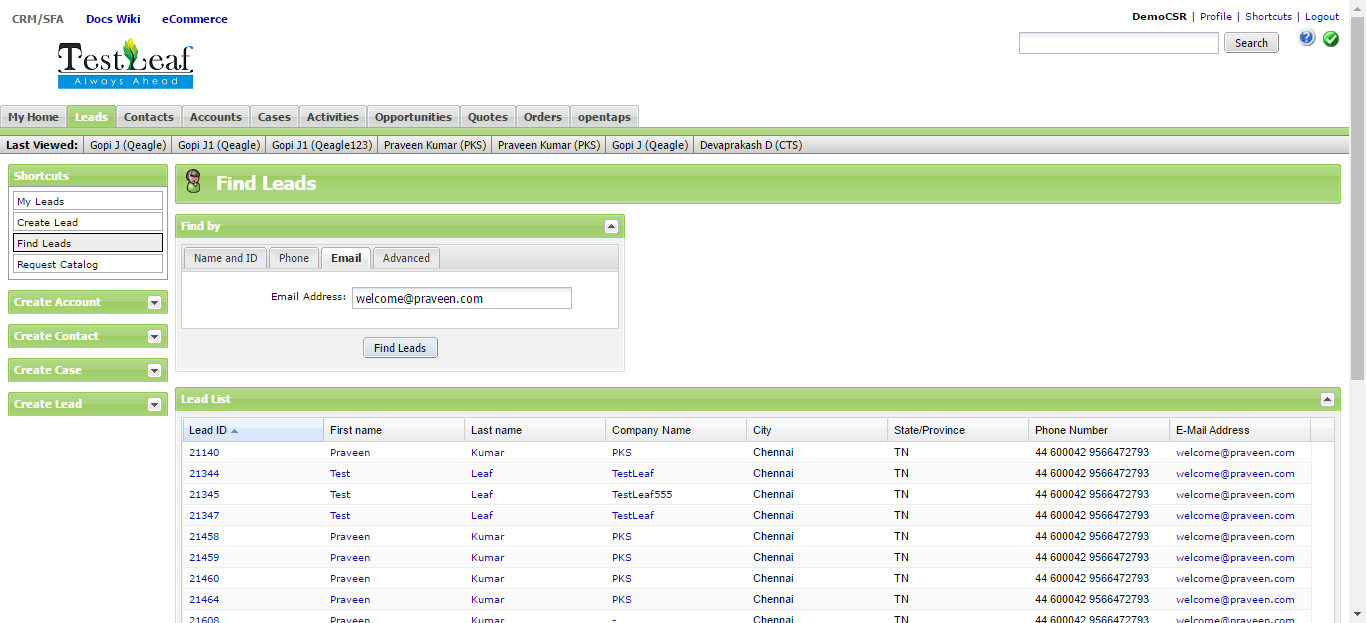 CRM/SFA Docs Wiki eCommerce
DemoCSR | Profile | Shortcuts | Logout
TestLeaf
Always Ahead
Search
My Home Leads Contacts Accounts Cases Activities Opportunities Quotes Orders opentaps
Last Viewed: Gopi J (Qeagle) Gopi J1 (Qeagle) Gopi J1 (Qeagle123) Praveen Kumar (PKS) Praveen Kumar (PKS) Gopi J (Qeagle) Devaprakash D (CTS)
Shortcuts
My Leads
Create Lead
Find Leads
Request Catalog
Create Account
Create Contact
Create Case
Create Lead
Find Leads
Find by
Name and ID Phone Email Advanced
Email Address: welcome@praveen.com
Find Leads
Lead List
Lead ID First name Last name Company Name City State/Province Phone Number E-Mail Address
21140 Praveen Kumar PKS Chennai TN 44 600042 9566472793 welcome@praveen.com
21344 Test Leaf TestLeaf Chennai TN 44 600042 9566472793 welcome@praveen.com
21345 Test Leaf TestLeaf555 Chennai TN 44 600042 9566472793 welcome@praveen.com
21347 Test Leaf TestLeaf Chennai TN 44 600042 9566472793 welcome@praveen.com
21458 Praveen Kumar PKS Chennai TN 44 600042 9566472793 welcome@praveen.com
21459 Praveen Kumar PKS Chennai TN 44 600042 9566472793 welcome@praveen.com
21460 Praveen Kumar PKS Chennai TN 44 600042 9566472793 welcome@praveen.com
21464 Praveen Kumar PKS Chennai TN 44 600042 9566472793 welcome@praveen.com
21608 Praveen Kumar - Chennai TN 44 600042 9566472793 welcome@praveen.com